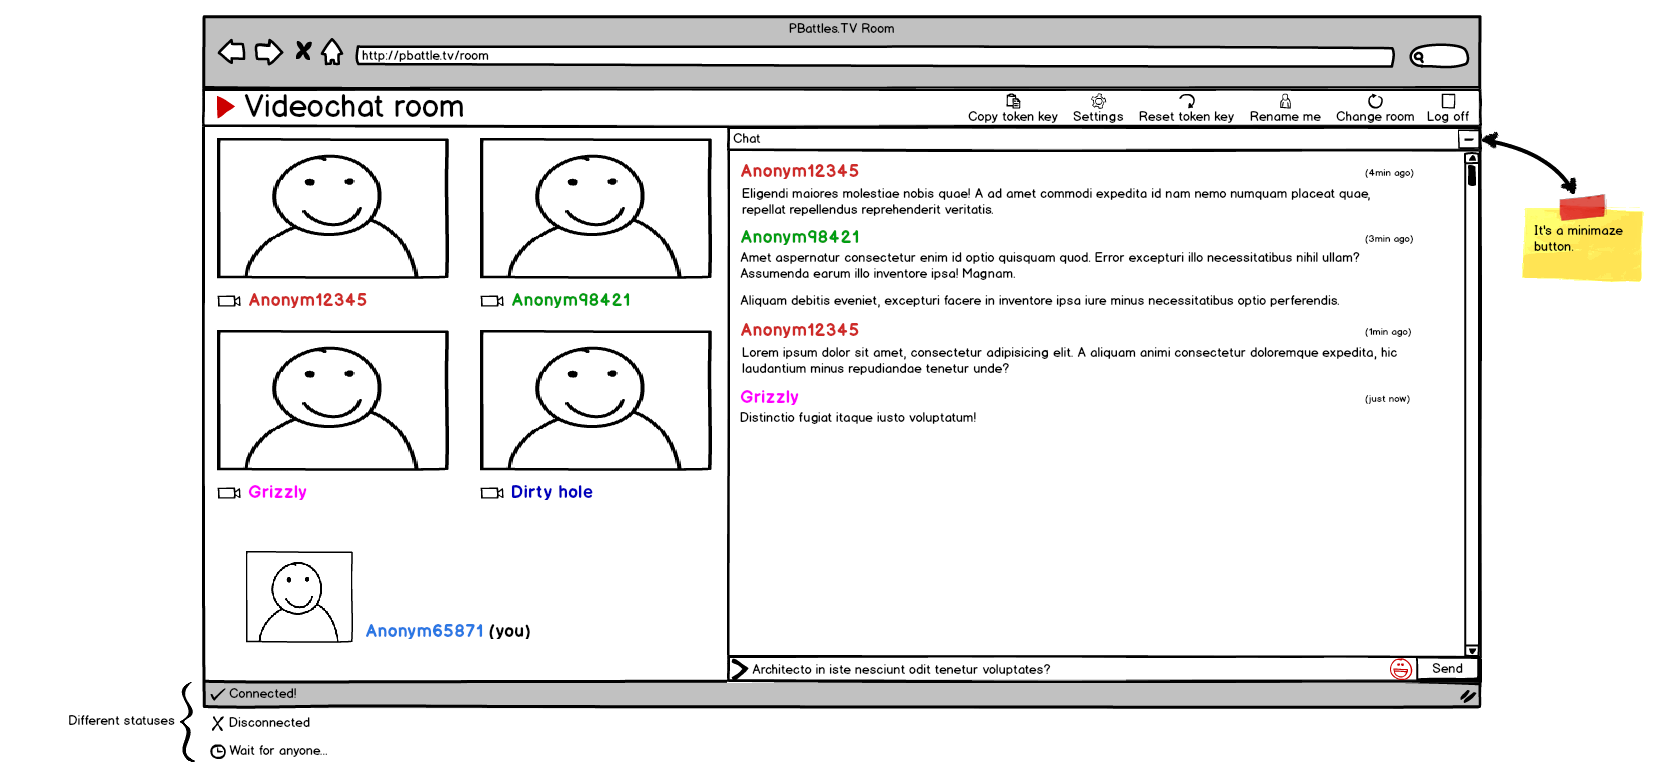 PBattles.TV Room
http://pbattle.tv/room
Videochat room
Copy token key
Settings
Reset token key
Rename me
Change room
Log off
Anonym12345
Anonym98421
Grizzly
Dirty hole
Anonym65871 (you)
Chat
Anonym12345 (4min ago)
Eligendi maiores molestiae nobis quae! A ad amet commodi expedita id nam nemo numquam placeat quae,
repellat repellendus reprehenderit veritatis.
Anonym98421 (3min ago)
Amet aspernatur consectetur enim id optio quisquam quod. Error excepturi illo necessitatibus nihil ullam?
Assumenda earum illo inventore ipsa! Magnam.
Aliquam debitis eveniet, excepturi facere in inventore ipsa iure minus necessitatibus optio perferendis.
Anonym12345 (1min ago)
Lorem ipsum dolor sit amet, consectetur adipisicing elit. A aliquam animi consectetur doloremque expedita, hic
laudantium minus repudiandae tenetur unde?
Grizzly (just now)
Distinctio fugiat itaque iusto voluptatum!
Architecto in iste nesciunt odit tenetur voluptates?
Send
It's a minimaze
button.
Connected!
Different statuses
Disconnected
Wait for anyone...